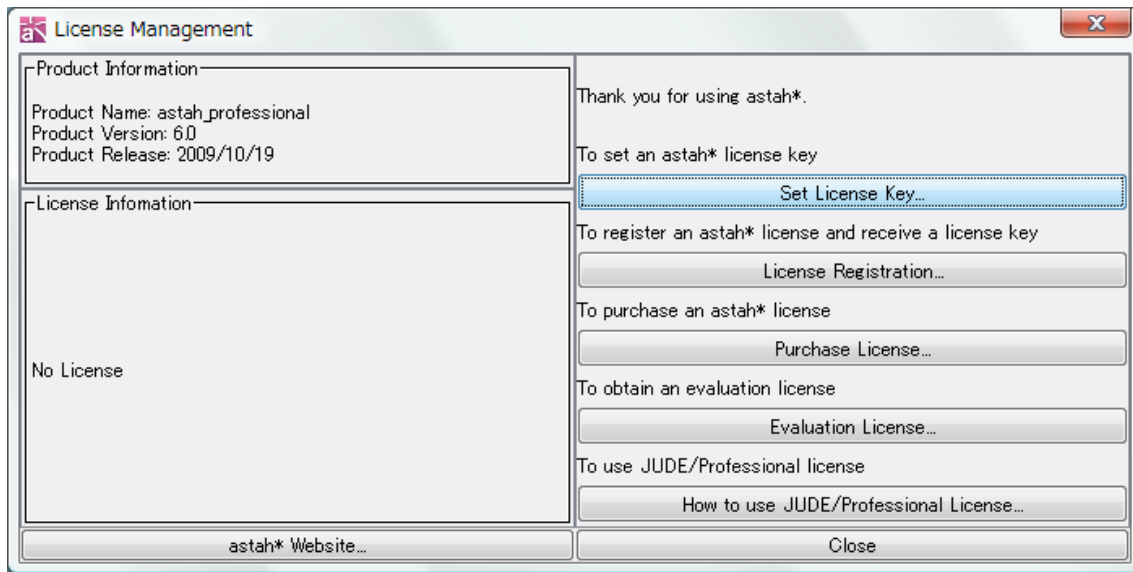 License Management
Product Information
Product Name: astah_professional
Product Version: 6.0
Product Release: 2009/10/19
License Infomation
No License
astah* Website...
Thank you for using astah*.
To set an astah* license key
Set License Key...
To register an astah* license and receive a license key
License Registration...
To purchase an astah* license
Purchase License...
To obtain an evaluation license
Evaluation License...
To use JUDE/Professional license
How to use JUDE/Professional License...
Close